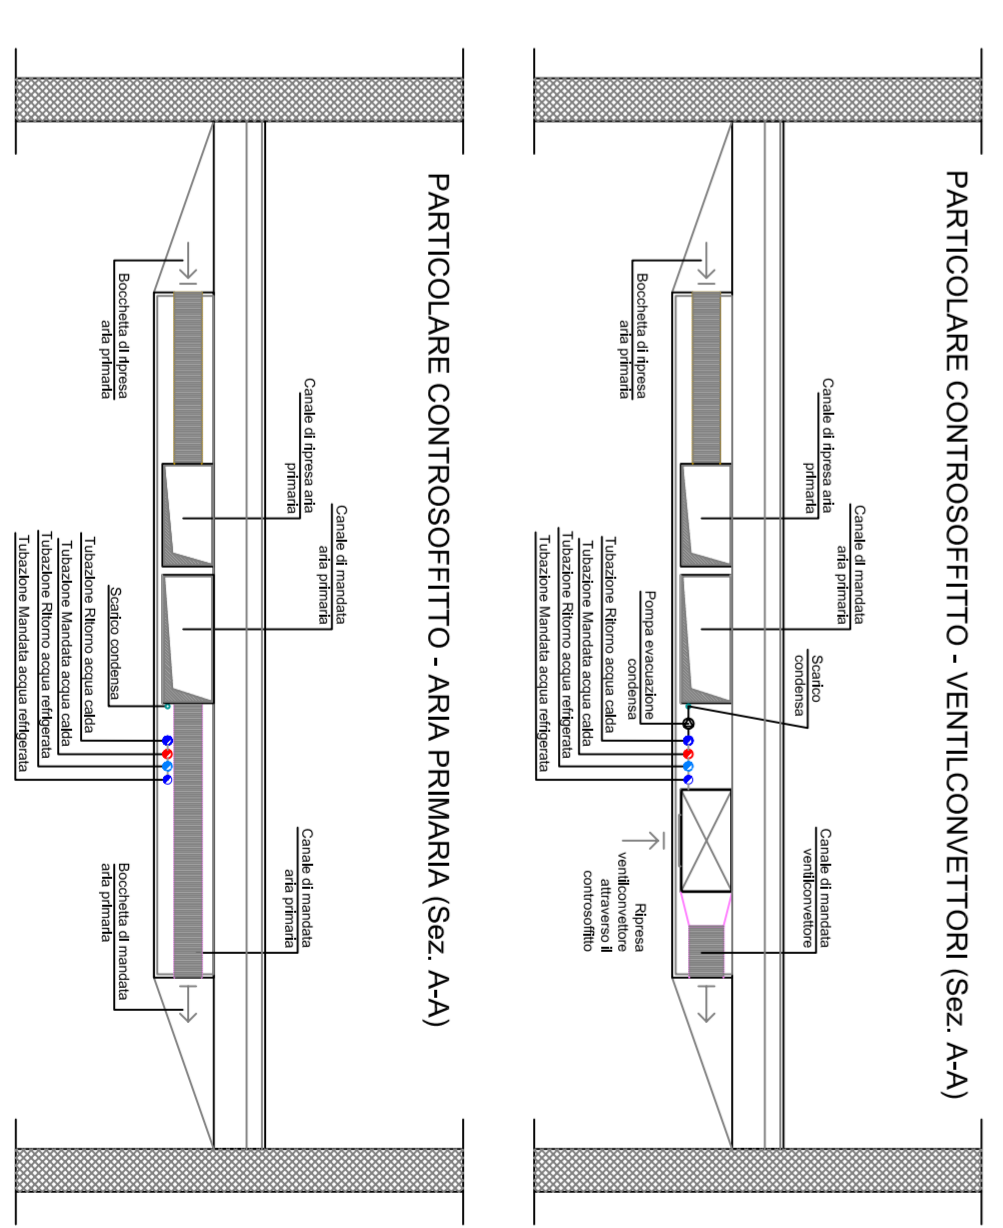 PARTICOLARE CONTROSOFFITTO - VENTILCONVETTORI (Sez. A-A)
Canale di mandata
aria primaria
Canale di ripresa aria
primaria
Scarico
condensa
Canale di mandata
ventilconvettore
Bocchetta di ripresa
aria primaria
Pompa evacuazione
condensa
Tubazione Ritorno acqua calda
Tubazione Mandata acqua calda
Tubazione Ritorno acqua refrigerata
Tubazione Mandata acqua refrigerata
Ripresa
ventilconvettore
attraverso il
controsoffitto
PARTICOLARE CONTROSOFFITTO - ARIA PRIMARIA (Sez. A-A)
Canale di mandata
aria primaria
Canale di ripresa aria
primaria
Canale di mandata
aria primaria
Bocchetta di ripresa
aria primaria
Scarico condensa
Tubazione Ritorno acqua calda
Tubazione Mandata acqua calda
Tubazione Ritorno acqua refrigerata
Tubazione Mandata acqua refrigerata
Bocchetta di mandata
aria primaria